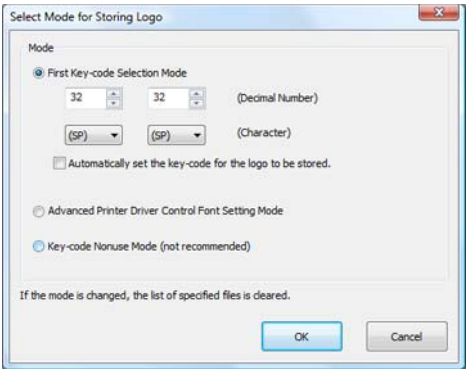 Select Mode for Storing Logo
Mode
First Key-code Selection Mode
32 32 (Decimal Number)
(SP) (SP) (Character)
Automatically set the key-code for the logo to be stored.
Advanced Printer Driver Control Font Setting Mode
Key-code Nonuse Mode (not recommended)
If the mode is changed, the list of specified files is cleared.
OK Cancel